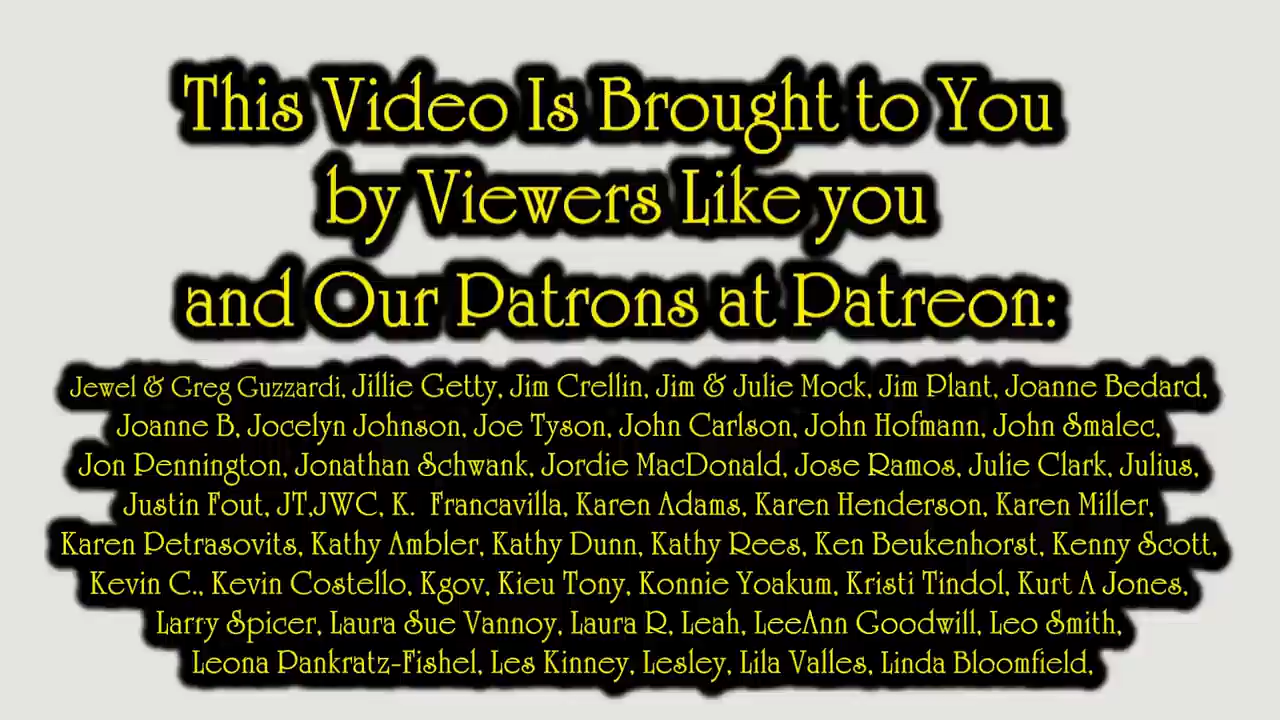 This Video Is Brought to You
by Viewers Like you
and Our Patrons at Patreon:
Jewel & Greg Guzzardi, Jillie Getty, Jim Crellin, Jim & Julie Mock, Jim Plant, Joanne Bedard,
Joanne B, Jocelyn Johnson, Joe Tyson, John Carlson, John Hofmann, John Smalec,
Jon Pennington, Jonathan Schwank, Jordie MacDonald, Jose Ramos, Julie Clark, Julius,
Justin Fout, JT,JWC, K. Francavilla, Karen Adams, Karen Henderson, Karen Miller,
Karen Petrasovits, Kathy Ambler, Kathy Dunn, Kathy Rees, Ken Beukenhorst, Kenny Scott,
Kevin C., Kevin Costello, Kgov, Kieu Tony, Konnie Yoakum, Kristi Tindol, Kurt A Jones,
Larry Spicer, Laura Sue Vannoy, Laura R, Leah, LeeAnn Goodwill, Leo Smith,
Leona Pankratz-Fishel, Les Kinney, Lesley, Lila Valles, Linda Bloomfield,